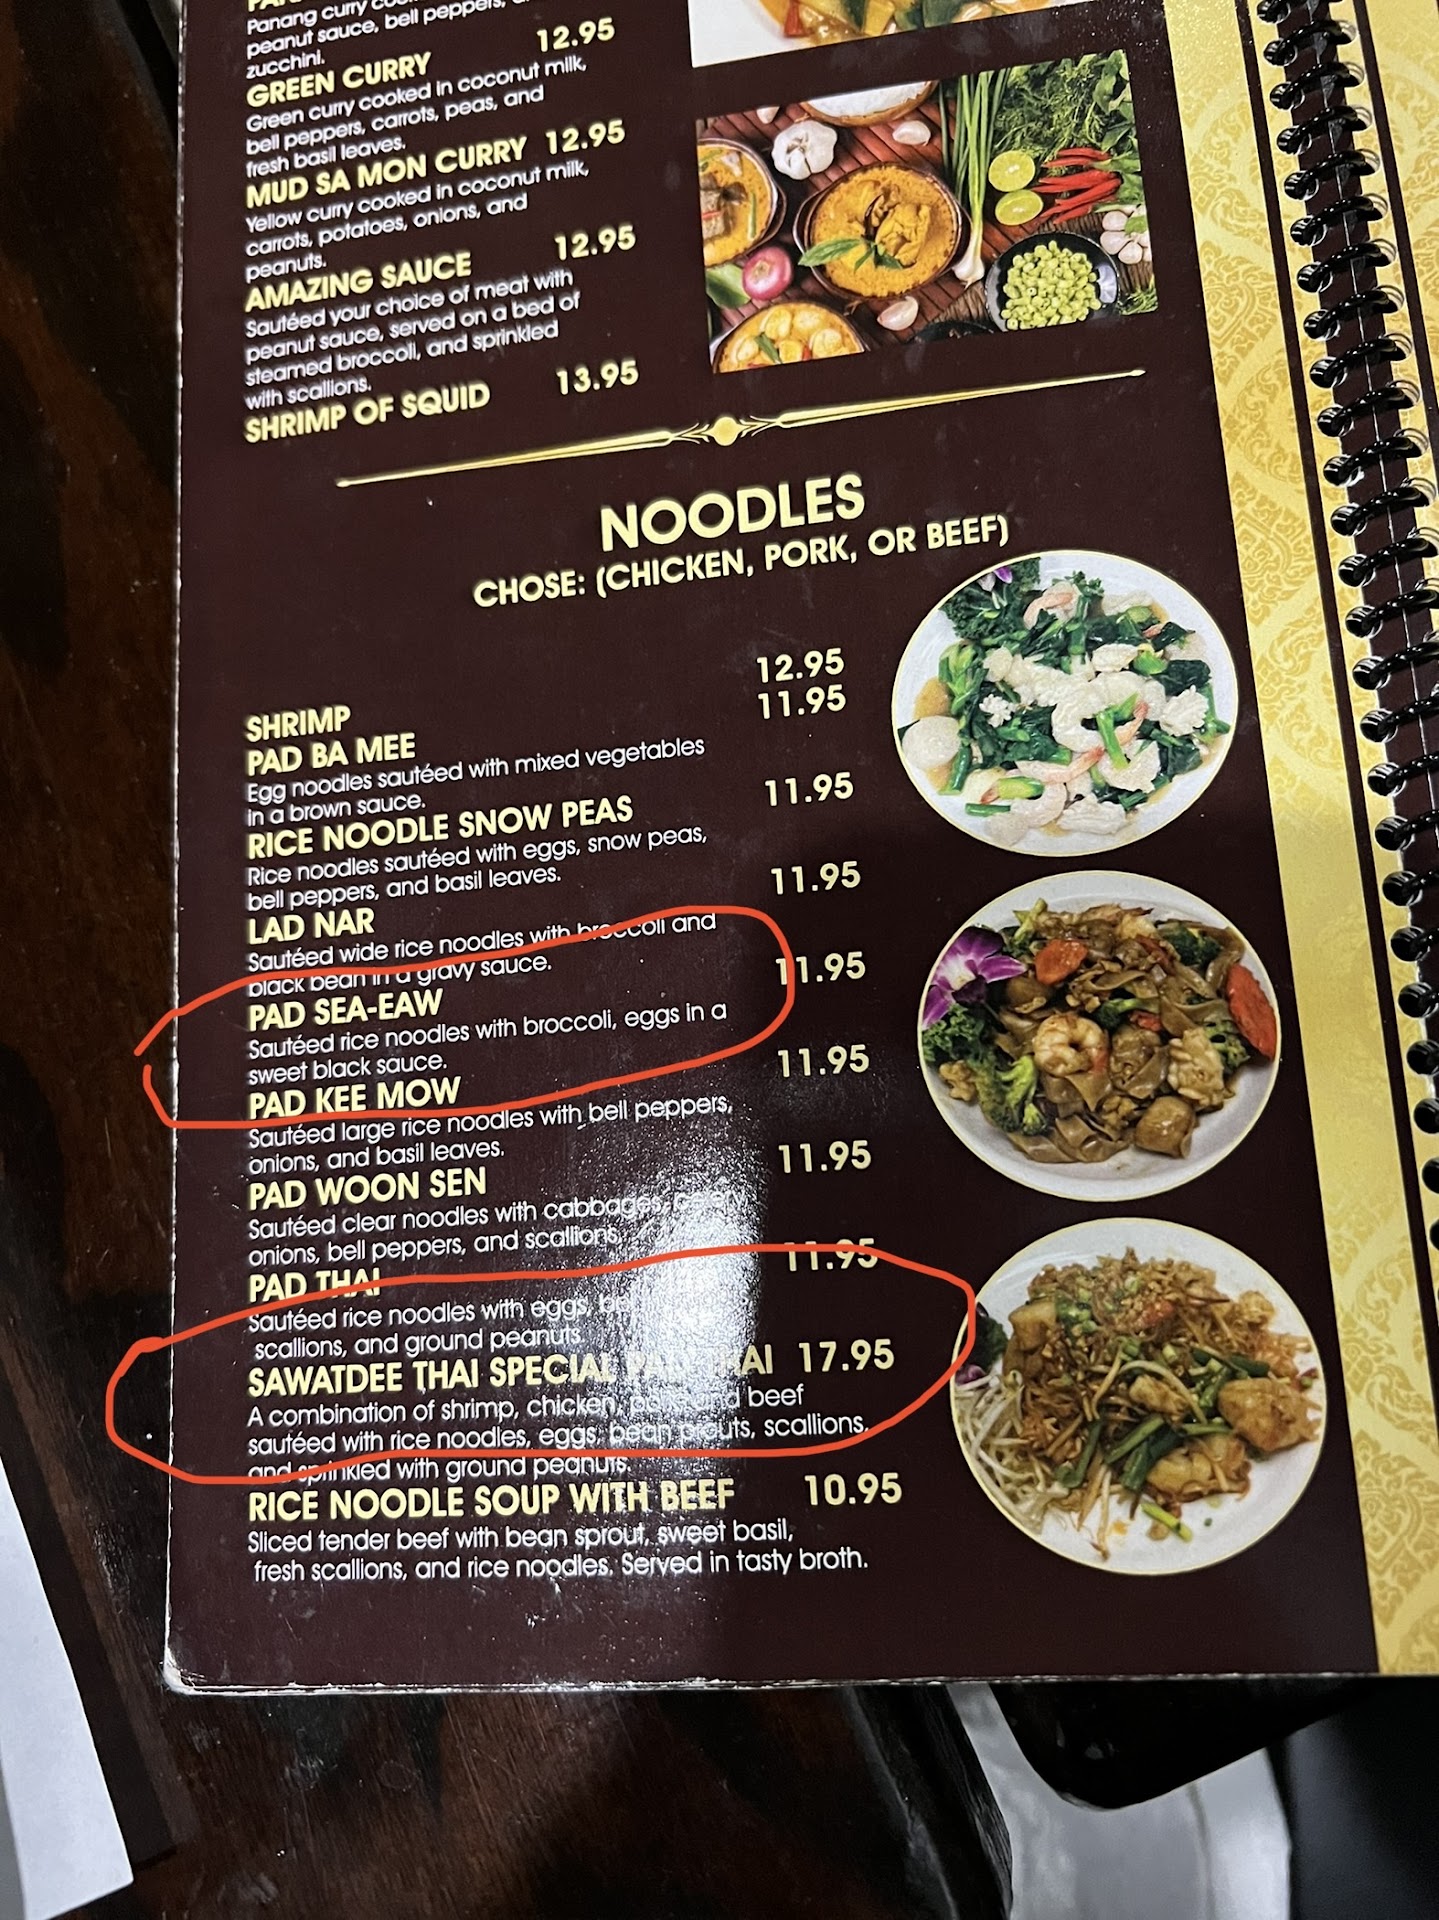 Panang curry
peanut sauce, bell peppers,
zucchini.
GREEN CURRY 12.95
Green curry cooked in coconut milk,
bell peppers, carrots, peas, and
fresh basil leaves.
MUD SA MON CURRY 12.95
Yellow curry cooked in coconut milk,
carrots, potatoes, onions, and
peanuts.
AMAZING SAUCE 12.95
Sautéed your choice of meat with
peanut sauce, served on a bed of
steamed broccoli, and sprinkled
with scallions.
SHRIMP OF SQUID 13.95
NOODLES
CHOSE: (CHICKEN, PORK, OR BEEF)
SHRIMP 12.95
PAD BA MEE 11.95
Egg noodles sautéed with mixed vegetables
in a brown sauce.
RICE NOODLE SNOW PEAS 11.95
Rice noodles sautéed with eggs, snow peas,
bell peppers, and basil leaves.
LAD NAR 11.95
Sautéed wide rice noodles with broccoli and
black bean in a gravy sauce.
PAD SEA-EAW 11.95
Sautéed rice noodles with broccoli, eggs in a
sweet black sauce.
PAD KEE MOW 11.95
Sautéed large rice noodles with bell peppers,
onions, and basil leaves.
PAD WOON SEN 11.95
Sautéed clear noodles with cabbages,
onions, bell peppers, and scallions.
PAD THAI 11.95
Sautéed rice noodles with eggs,
scallions, and ground peanuts.
SAWATDEE THAI SPECIAL PAD THAI 17.95
A combination of shrimp, chicken, pork, and beef
sautéed with rice noodles, eggs, bean sprouts, scallions,
and sprinkled with ground peanuts.
RICE NOODLE SOUP WITH BEEF 10.95
Sliced tender beef with bean sprout, sweet basil,
fresh scallions, and rice noodles. Served in tasty broth.